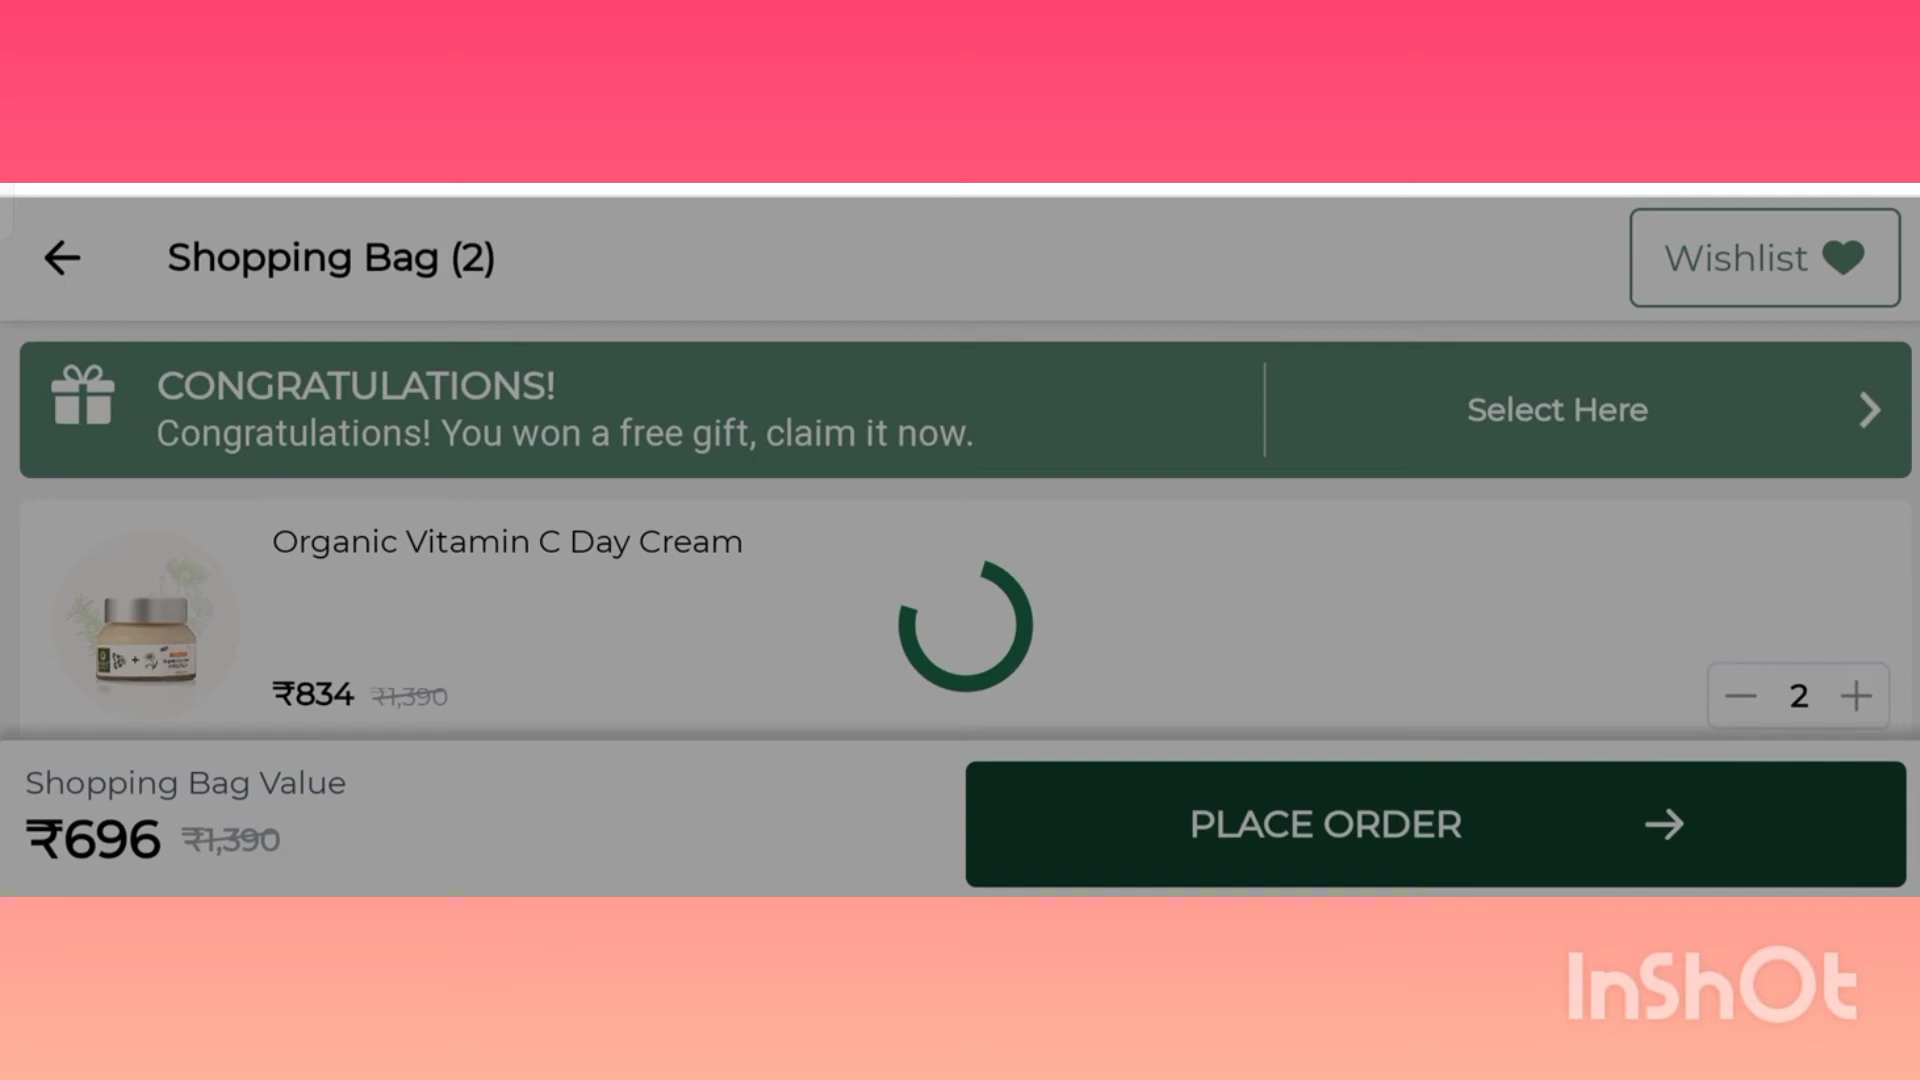 Shopping Bag (2)
Wishlist
CONGRATULATIONS!
Congratulations! You won a free gift, claim it now.
Select Here
Organic Vitamin C Day Cream
₹834 ₹1,390
2
Shopping Bag Value
₹696 ₹1,390
PLACE ORDER
InShOt